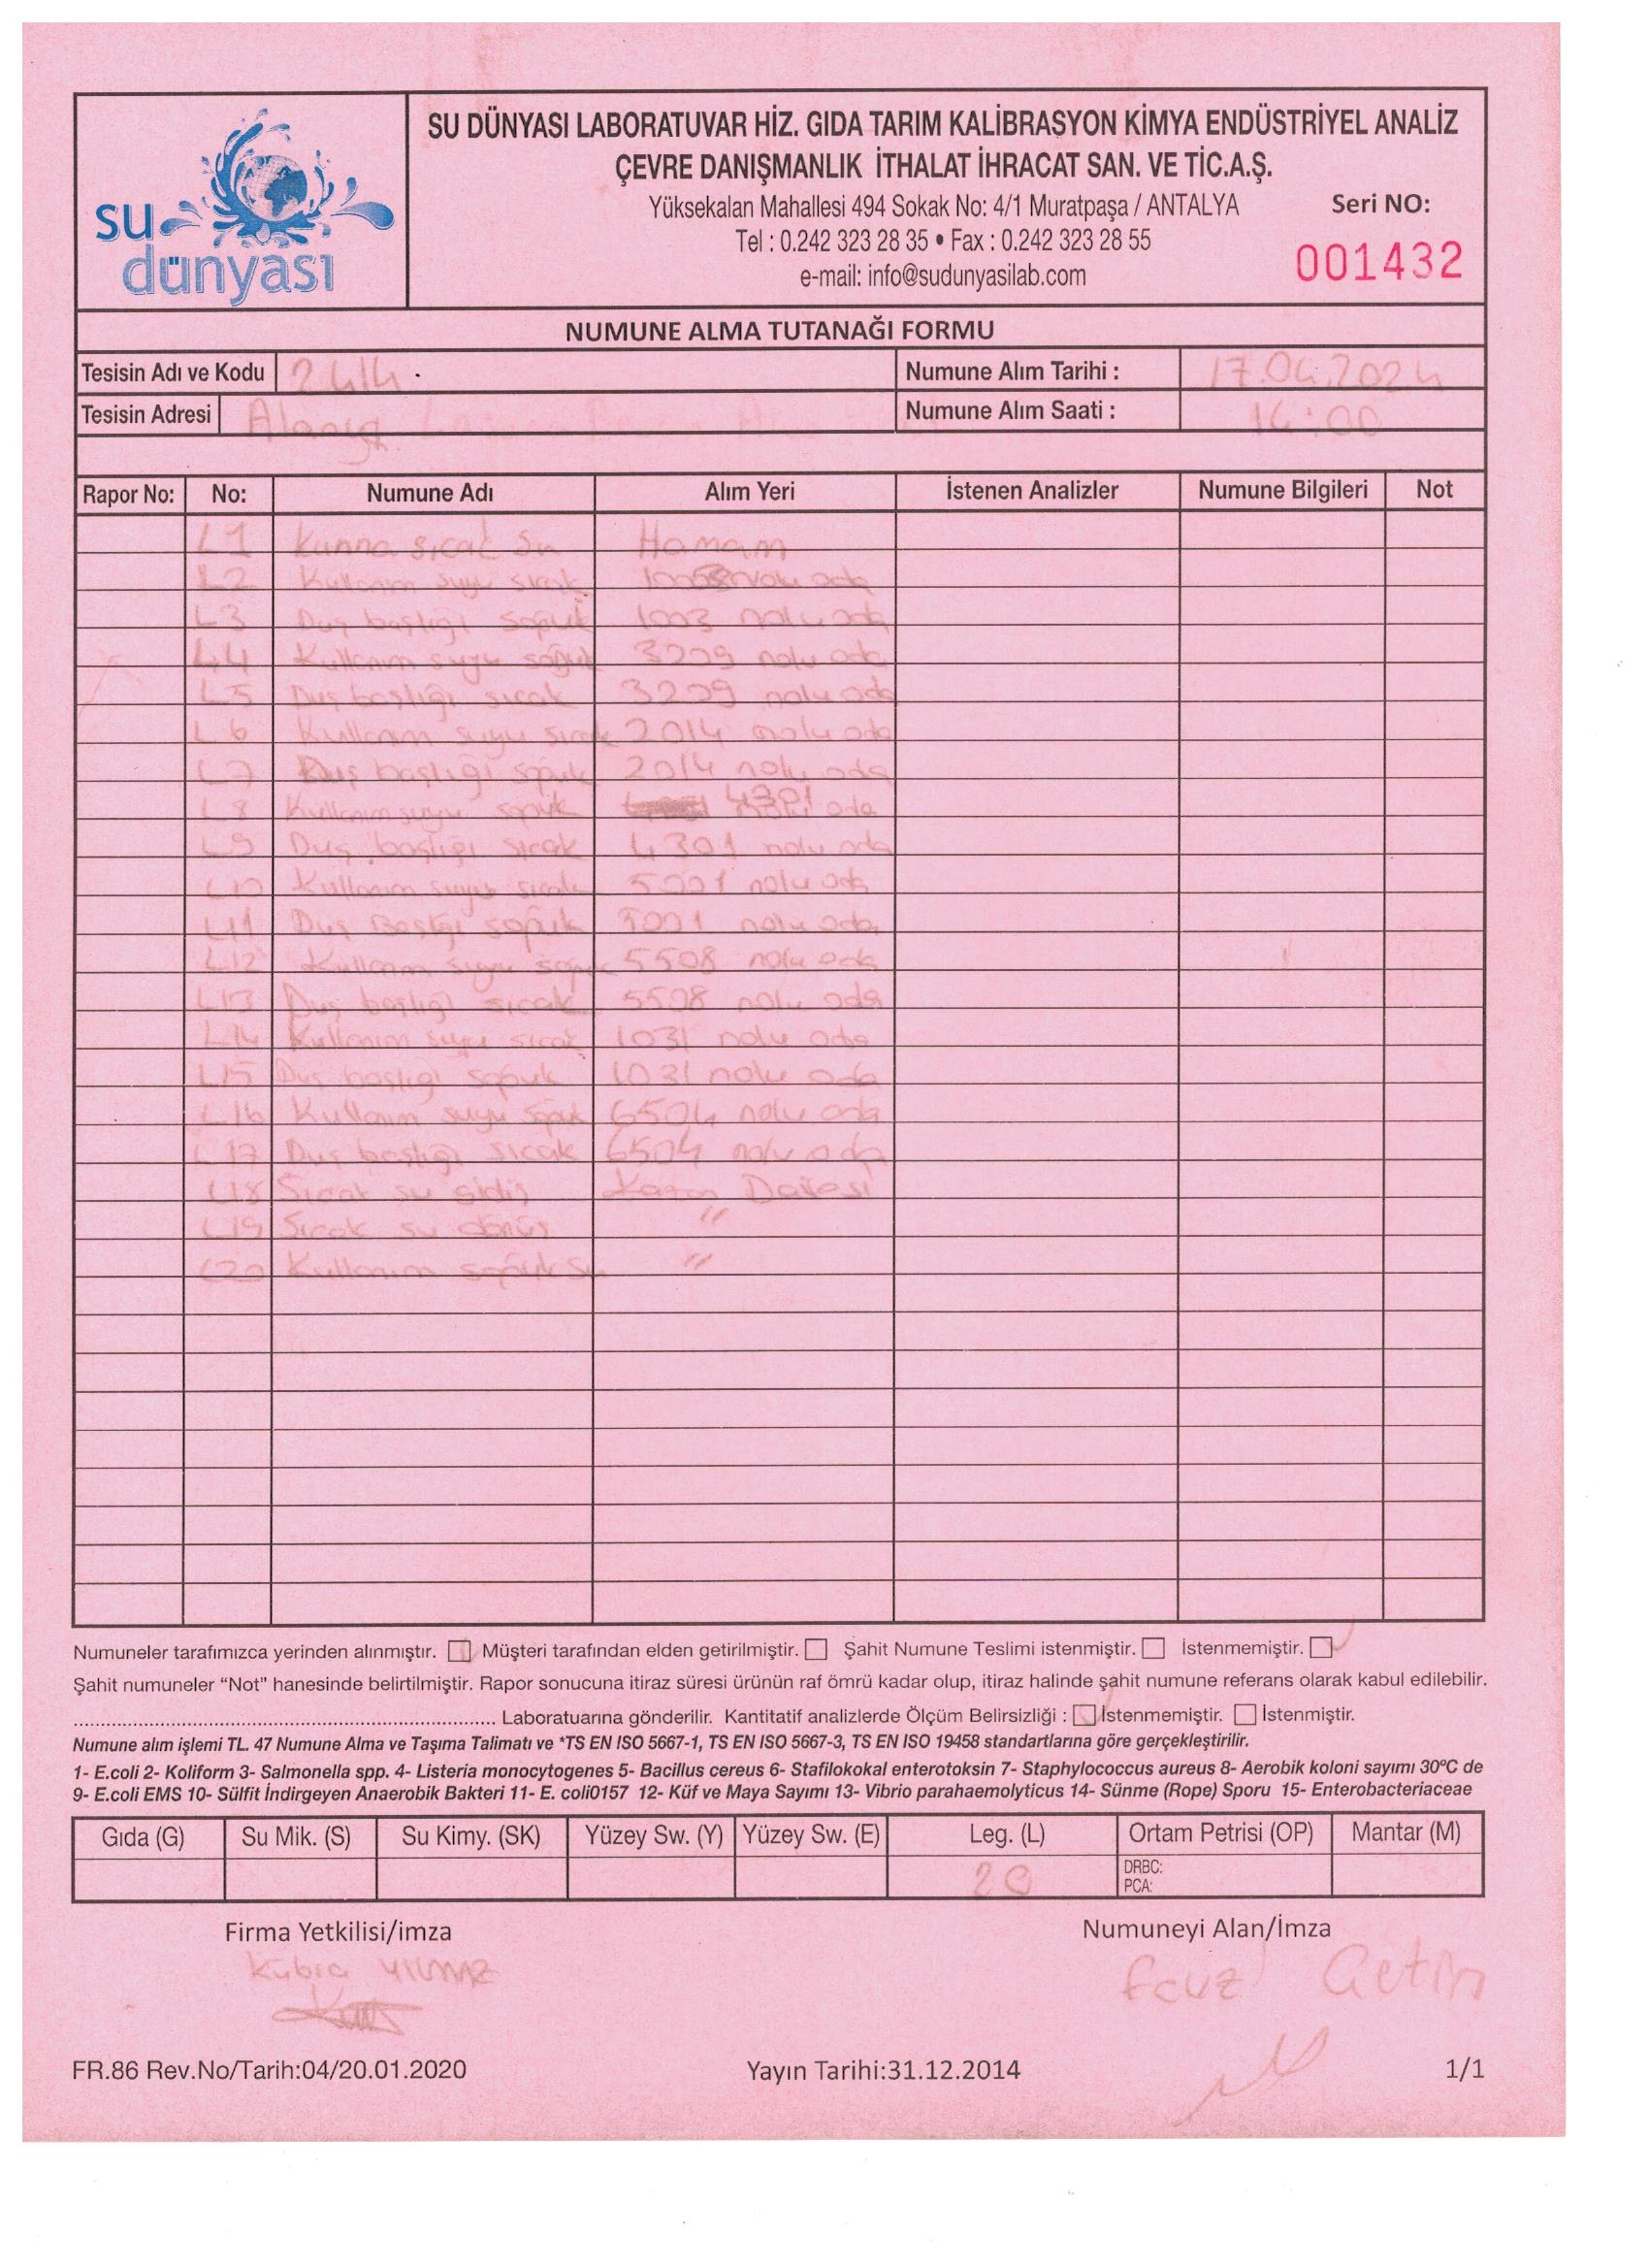 su
dünyası
SU DÜNYASI LABORATUVAR HİZ. GIDA TARIM KALİBRASYON KİMYA ENDÜSTRİYEL ANALİZ
ÇEVRE DANIŞMANLIK İTHALAT İHRACAT SAN. VE TİC.A.Ş.
Yüksekalan Mahallesi 494 Sokak No: 4/1 Muratpaşa / ANTALYA
Seri NO:
Tel : 0.242 323 28 35 • Fax : 0.242 323 28 55
001432
e-mail: info@sudunyasilab.com
NUMUNE ALMA TUTANAĞI FORMU
Tesisin Adı ve Kodu 2414 Numune Alım Tarihi : 17.04.2024
Tesisin Adresi Alanya Numune Alım Saati : 14:00
Rapor No: No: Numune Adı Alım Yeri İstenen Analizler Numune Bilgileri Not
L1 Kurna sıcak su Hamam
L2 Kullanım suyu sıcak nolu oda
L3 Duş başlığı soğuk 1003 nolu oda
L4 Kullanım suyu soğuk 3209 nolu oda
L5 Duş başlığı sıcak 3209 nolu oda
L6 Kullanım suyu sıcak 2014 nolu oda
L7 Duş başlığı soğuk 2014 nolu oda
L8 Kullanım suyu soğuk 4301 nolu oda
L9 Duş başlığı sıcak 4301 nolu oda
L10 Kullanım suyu sıcak 5001 nolu oda
L11 Duş Başlığı soğuk 5001 nolu oda
L12 Kullanım suyu soğuk 5508 nolu oda
L13 Duş başlığı sıcak 5508 nolu oda
L14 Kullanım suyu sıcak 1031 nolu oda
L15 Duş başlığı soğuk 1031 nolu oda
L16 Kullanım suyu soğuk 6504 nolu oda
L17 Duş başlığı sıcak 6504 nolu oda
L18 Sıcak su gidiş Kazan Dairesi
L19 Sıcak su dönüş "
L20 Kullanım soğuk su "
Numuneler tarafımızca yerinden alınmıştır. Müşteri tarafından elden getirilmiştir. Şahit Numune Teslimi istenmiştir. İstenmemiştir.
Şahit numuneler “Not” hanesinde belirtilmiştir. Rapor sonucuna itiraz süresi ürünün raf ömrü kadar olup, itiraz halinde şahit numune referans olarak kabul edilebilir.
Laboratuarına gönderilir. Kantitatif analizlerde Ölçüm Belirsizliği : İstenmemiştir. İstenmiştir.
Numune alım işlemi TL. 47 Numune Alma ve Taşıma Talimatı ve *TS EN ISO 5667-1, TS EN ISO 5667-3, TS EN ISO 19458 standartlarına göre gerçekleştirilir.
1- E.coli 2- Koliform 3- Salmonella spp. 4- Listeria monocytogenes 5- Bacillus cereus 6- Stafilokokal enterotoksin 7- Staphylococcus aureus 8- Aerobik koloni sayımı 30ºC de
9- E.coli EMS 10- Sülfit İndirgeyen Anaerobik Bakteri 11- E. coli0157 12- Küf ve Maya Sayımı 13- Vibrio parahaemolyticus 14- Sünme (Rope) Sporu 15- Enterobacteriaceae
Gıda (G) Su Mik. (S) Su Kimy. (SK) Yüzey Sw. (Y) Yüzey Sw. (E) Leg. (L) Ortam Petrisi (OP) Mantar (M)
20 DRBC:
PCA:
Firma Yetkilisi/imza Numuneyi Alan/İmza
Kübra YILMAZ Çetin
FR.86 Rev.No/Tarih:04/20.01.2020 Yayın Tarihi:31.12.2014 1/1